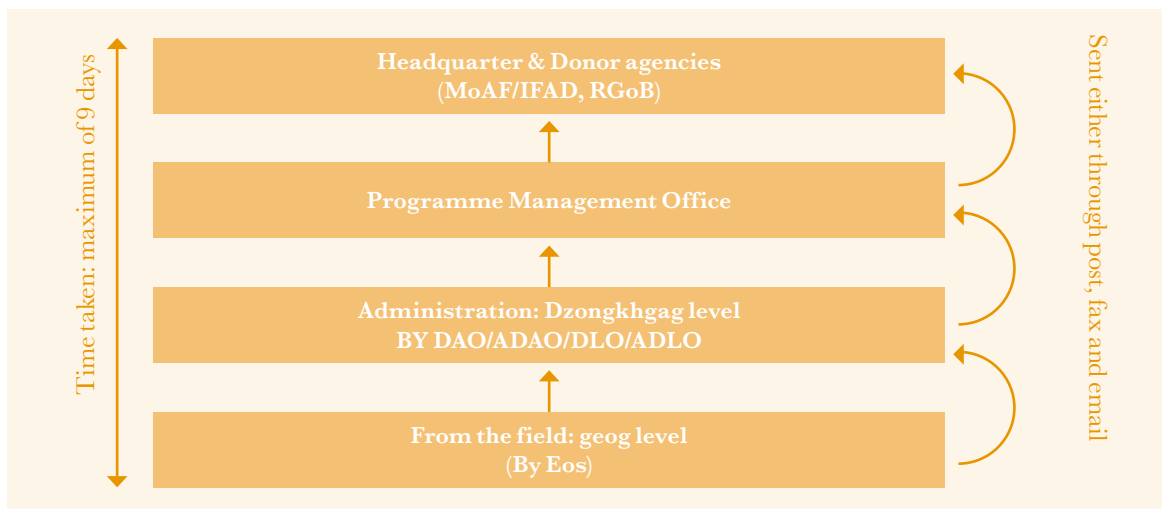 Time taken: maximum of 9 days
Headquarter & Donor agencies
(MoAF/IFAD, RGoB)
Programme Management Office
Administration: Dzongkhgag level
BY DAO/ADAO/DLO/ADLO
From the field: geog level
(By Eos)
Sent either through post, fax and email